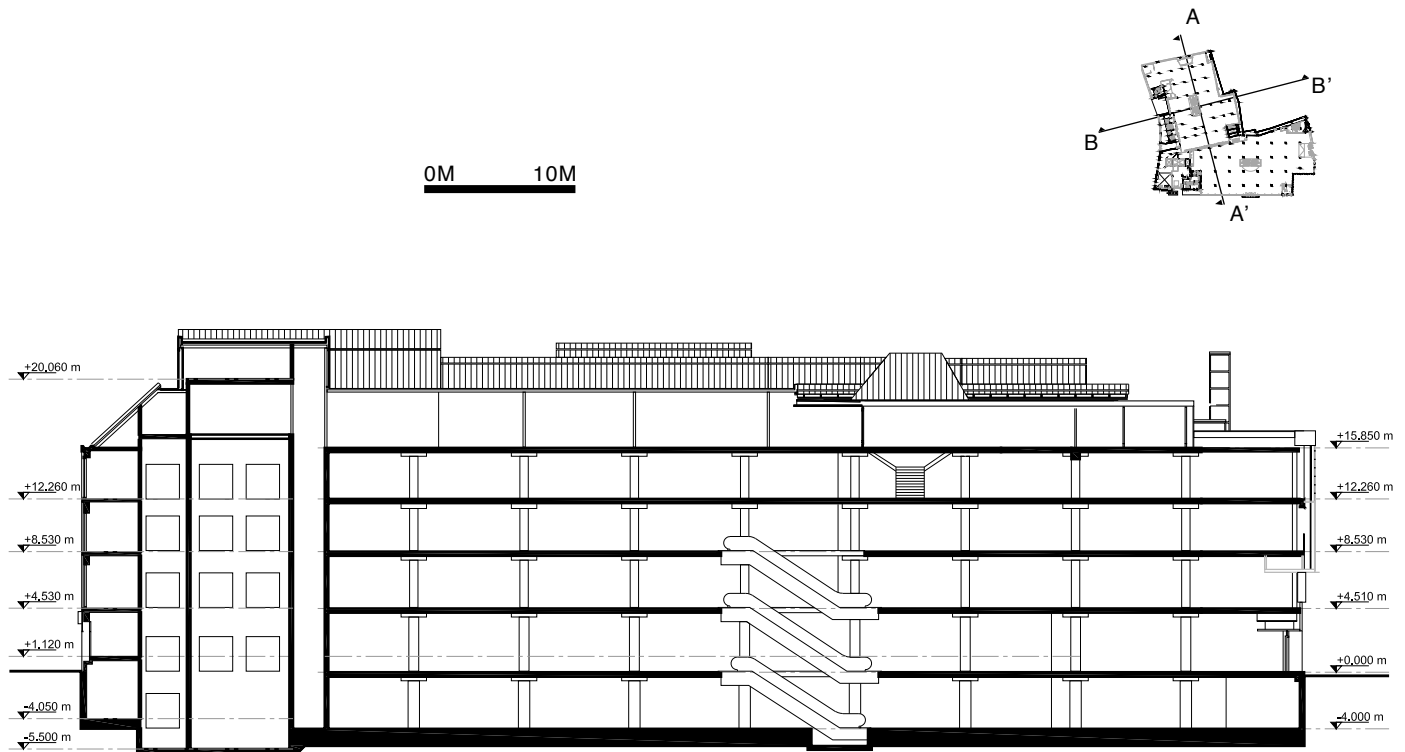 A
B'
B
A'
0M 10M
+20.060 m
+15.850 m
+12.260 m +12.260 m
+8.530 m +8.530 m
+4.530 m +4.510 m
+1.120 m +0.000 m
-4.050 m -4.000 m
-5.500 m